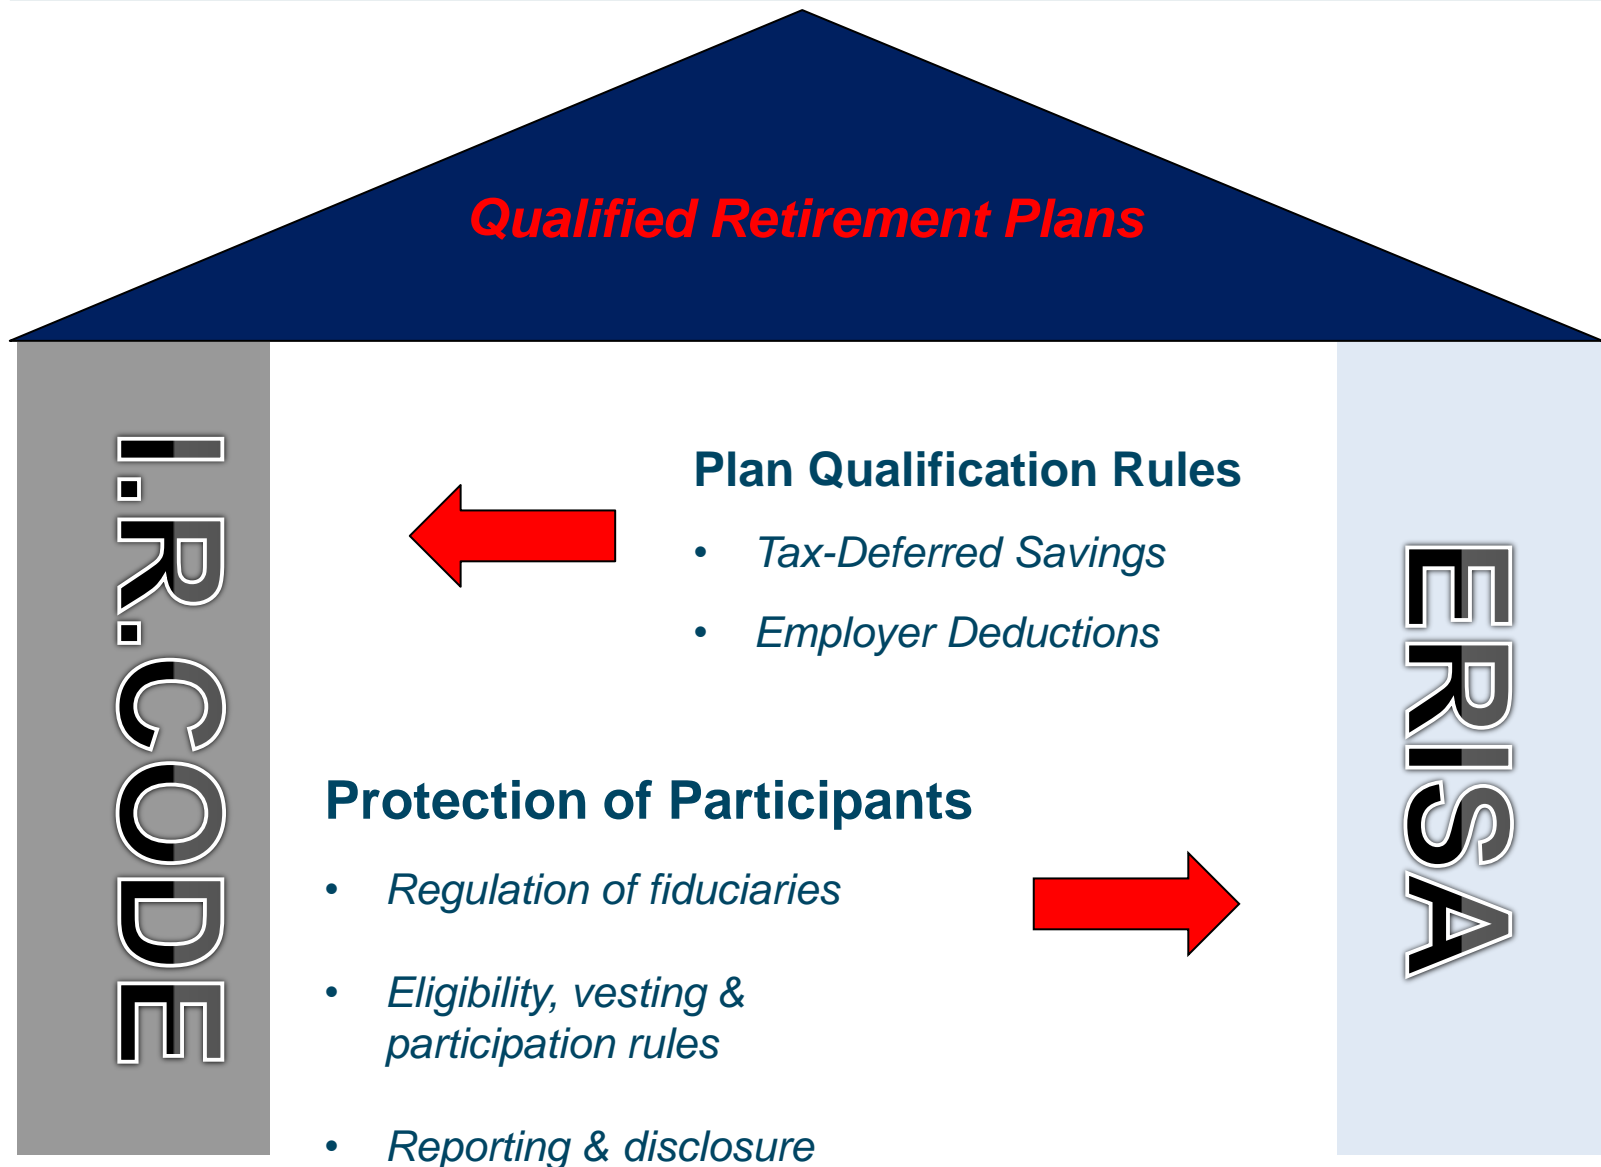 Qualified Retirement Plans
I.R.CODE
Plan Qualification Rules
• Tax-Deferred Savings
• Employer Deductions
Protection of Participants
• Regulation of fiduciaries
• Eligibility, vesting &
participation rules
• Reporting & disclosure
ERISA